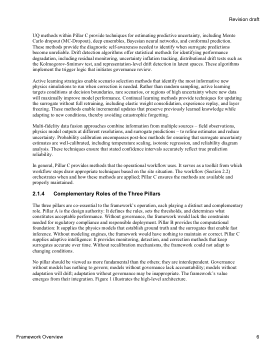 Revision draft
UQ methods within Pillar C provide techniques for estimating predictive uncertainty, including Monte
Carlo dropout (MC-Dropout), deep ensembles, Bayesian neural networks, and conformal prediction.
These methods provide the diagnostic self-awareness needed to identify when surrogate predictions
become unreliable. Drift detection algorithms offer statistical methods for identifying performance
degradation, including residual monitoring, uncertainty inflation tracking, distributional shift tests such as
the Kolmogorov-Smirnov test, and representation-level drift detection in latent spaces. These algorithms
implement the trigger logic that initiates governance review.
Active learning strategies enable scenario selection methods that identify the most informative new
physics simulations to run when correction is needed. Rather than random sampling, active learning
targets conditions at decision boundaries, rare scenarios, or regions of high uncertainty where new data
will maximally improve model performance. Continual learning methods provide techniques for updating
the surrogate without full retraining, including elastic weight consolidation, experience replay, and layer
freezing. These methods enable incremental updates that preserve previously learned knowledge while
adapting to new conditions, thereby avoiding catastrophic forgetting.
Multi-fidelity data fusion approaches combine information from multiple sources – field observations,
physics model outputs at different resolutions, and surrogate predictions – to refine estimates and reduce
uncertainty. Probability calibration encompasses post-hoc methods for ensuring that surrogate uncertainty
estimates are well-calibrated, including temperature scaling, isotonic regression, and reliability diagram
analysis. These techniques ensure that stated confidence intervals accurately reflect true prediction
reliability.
In general, Pillar C provides methods that the operational workflow uses. It serves as a toolset from which
workflow steps draw appropriate techniques based on the situation. The workflow (Section 2.2)
orchestrates when and how these methods are applied; Pillar C ensures the methods are available and
properly maintained.
2.1.4 Complementary Roles of the Three Pillars
The three pillars are co-essential to the framework's operation, each playing a distinct and complementary
role. Pillar A is the design authority. It defines the rules, sets the thresholds, and determines what
constitutes acceptable performance. Without governance, the framework would lack the constraints
needed for regulatory compliance and responsible deployment. Pillar B provides the computational
foundation. It supplies the physics models that establish ground truth and the surrogates that enable fast
inference. Without modeling engines, the framework would have nothing to maintain or correct. Pillar C
supplies adaptive intelligence. It provides monitoring, detection, and correction methods that keep
surrogates accurate over time. Without recalibration mechanisms, the framework could not adapt to
changing conditions.
No pillar should be viewed as more fundamental than the others; they are interdependent. Governance
without models has nothing to govern; models without governance lack accountability; models without
adaptation will drift; adaptation without governance may be inappropriate. The framework's value
emerges from their integration. Figure 1 illustrates the high-level architecture.
Framework Overview 6